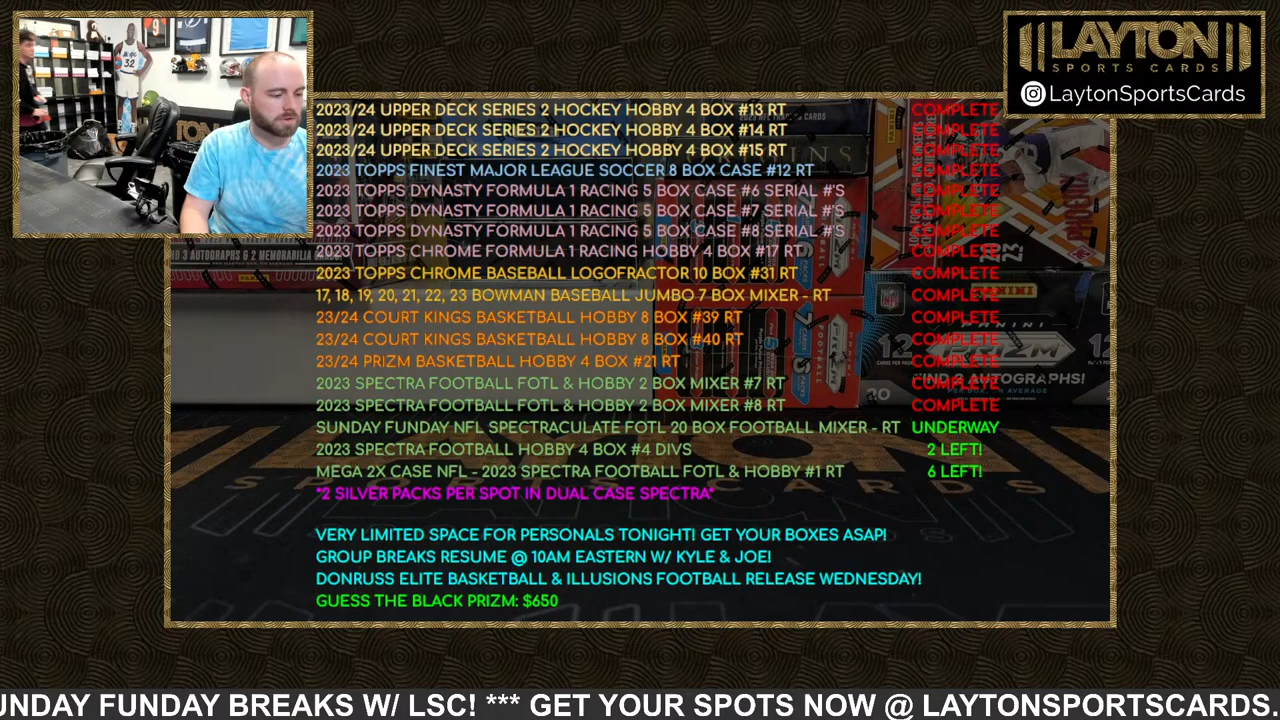 LAYTON
SPORTS CARDS
LaytonSportsCards
2023/24 UPPER DECK SERIES 2 HOCKEY HOBBY 4 BOX #13 RT COMPLETE
2023/24 UPPER DECK SERIES 2 HOCKEY HOBBY 4 BOX #14 RT COMPLETE
2023/24 UPPER DECK SERIES 2 HOCKEY HOBBY 4 BOX #15 RT COMPLETE
2023 TOPPS FINEST MAJOR LEAGUE SOCCER 8 BOX CASE #12 RT COMPLETE
2023 TOPPS DYNASTY FORMULA 1 RACING 5 BOX CASE #6 SERIAL #'S COMPLETE
2023 TOPPS DYNASTY FORMULA 1 RACING 5 BOX CASE #7 SERIAL #'S COMPLETE
2023 TOPPS DYNASTY FORMULA 1 RACING 5 BOX CASE #8 SERIAL #'S COMPLETE
2023 TOPPS CHROME FORMULA 1 RACING HOBBY 4 BOX #17 RT COMPLETE
2023 TOPPS CHROME BASEBALL LOGOFRACTOR 10 BOX #31 RT COMPLETE
17, 18, 19, 20, 21, 22, 23 BOWMAN BASEBALL JUMBO 7 BOX MIXER - RT COMPLETE
23/24 COURT KINGS BASKETBALL HOBBY 8 BOX #39 RT COMPLETE
23/24 COURT KINGS BASKETBALL HOBBY 8 BOX #40 RT COMPLETE
23/24 PRIZM BASKETBALL HOBBY 4 BOX #21 RT COMPLETE
2023 SPECTRA FOOTBALL FOTL & HOBBY 2 BOX MIXER #7 RT COMPLETE
2023 SPECTRA FOOTBALL FOTL & HOBBY 2 BOX MIXER #8 RT COMPLETE
SUNDAY FUNDAY NFL SPECTRACULATE FOTL 20 BOX FOOTBALL MIXER - RT UNDERWAY
2023 SPECTRA FOOTBALL HOBBY 4 BOX #4 DIVS 2 LEFT!
MEGA 2X CASE NFL - 2023 SPECTRA FOOTBALL FOTL & HOBBY #1 RT 6 LEFT!
*2 SILVER PACKS PER SPOT IN DUAL CASE SPECTRA*
VERY LIMITED SPACE FOR PERSONALS TONIGHT! GET YOUR BOXES ASAP!
GROUP BREAKS RESUME @ 10AM EASTERN W/ KYLE & JOE!
DONRUSS ELITE BASKETBALL & ILLUSIONS FOOTBALL RELEASE WEDNESDAY!
GUESS THE BLACK PRIZM: $650
UNDAY FUNDAY BREAKS W/ LSC! *** GET YOUR SPOTS NOW @ LAYTONSPORTSCARDS.